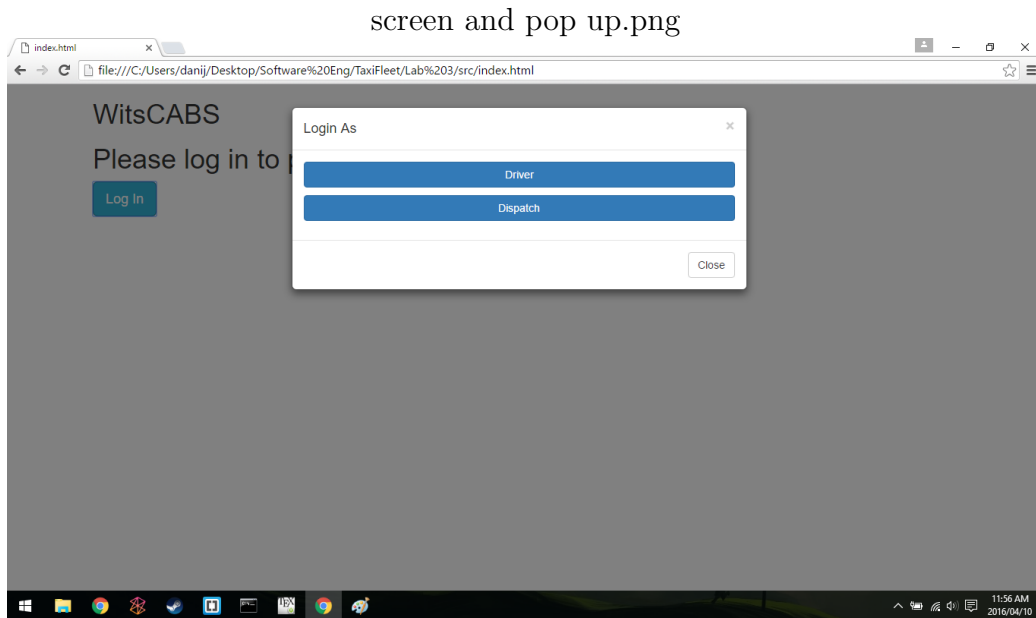 screen and pop up.png
index.html
file:///C:/Users/danij/Desktop/Software%20Eng/TaxiFleet/Lab%203/src/index.html
WitsCABS
Please log in to
Log In
Login As
×
Driver
Dispatch
Close
11:56 AM
2016/04/10